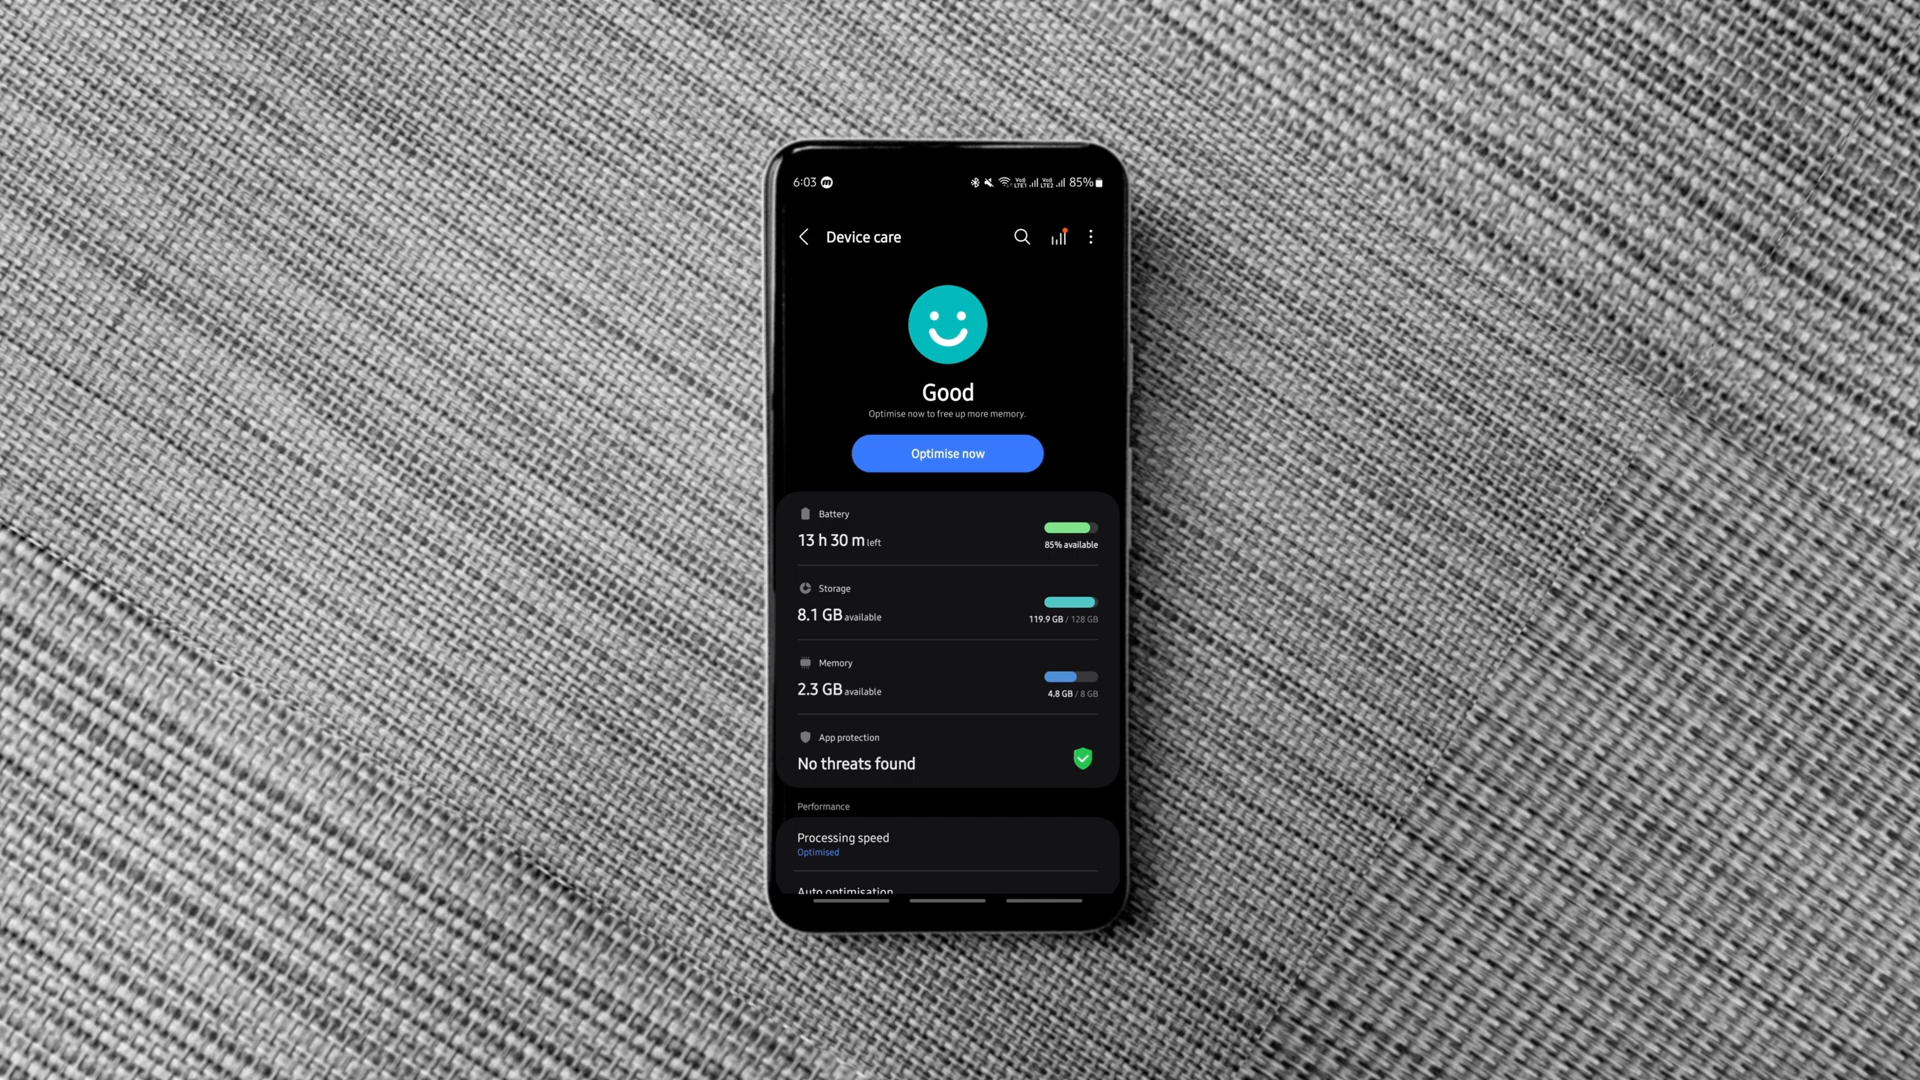 6:03 85%
Device care
Good
Optimise now to free up more memory.
Optimise now
Battery
13 h 30 m left
85% available
Storage
8.1 GB available
119.9 GB / 128 GB
Memory
2.3 GB available
4.8 GB / 8 GB
App protection
No threats found
Performance
Processing speed
Optimised
Auto optimisation